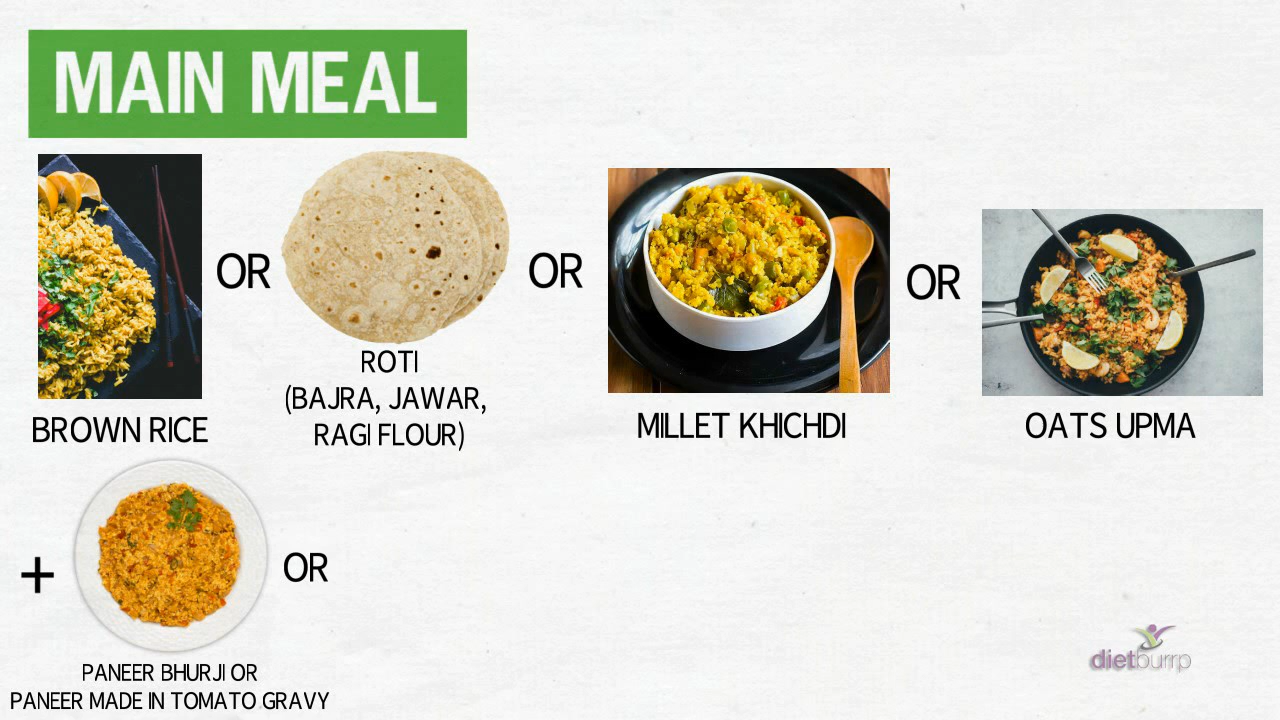 MAIN MEAL
OR
OR
OR
BROWN RICE
ROTI
(BAJRA, JAWAR,
RAGI FLOUR)
MILLET KHICHDI
OATS UPMA
+
OR
PANEER BHURJI OR
PANEER MADE IN TOMATO GRAVY
dietburrp